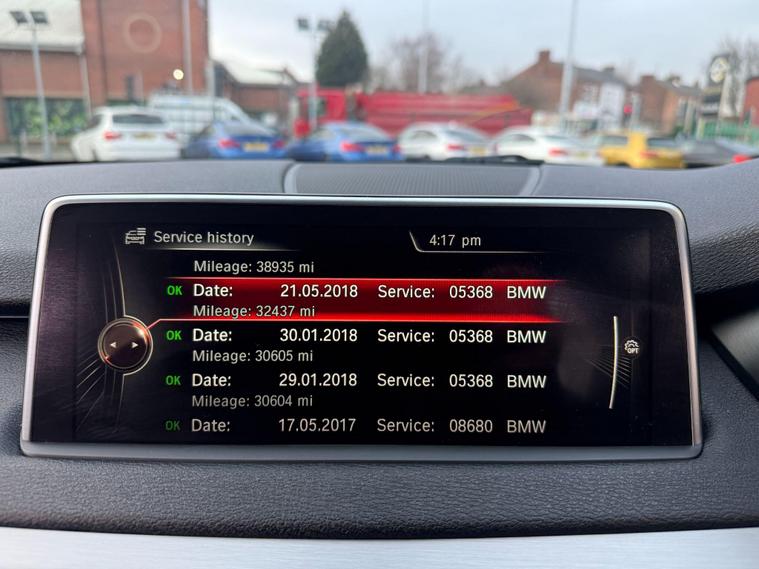 Service history
4:17 pm
Mileage: 38935 mi
OK Date: 21.05.2018 Service: 05368 BMW
Mileage: 32437 mi
OK Date: 30.01.2018 Service: 05368 BMW
Mileage: 30605 mi
OK Date: 29.01.2018 Service: 05368 BMW
Mileage: 30604 mi
OK Date: 17.05.2017 Service: 08680 BMW
OPT